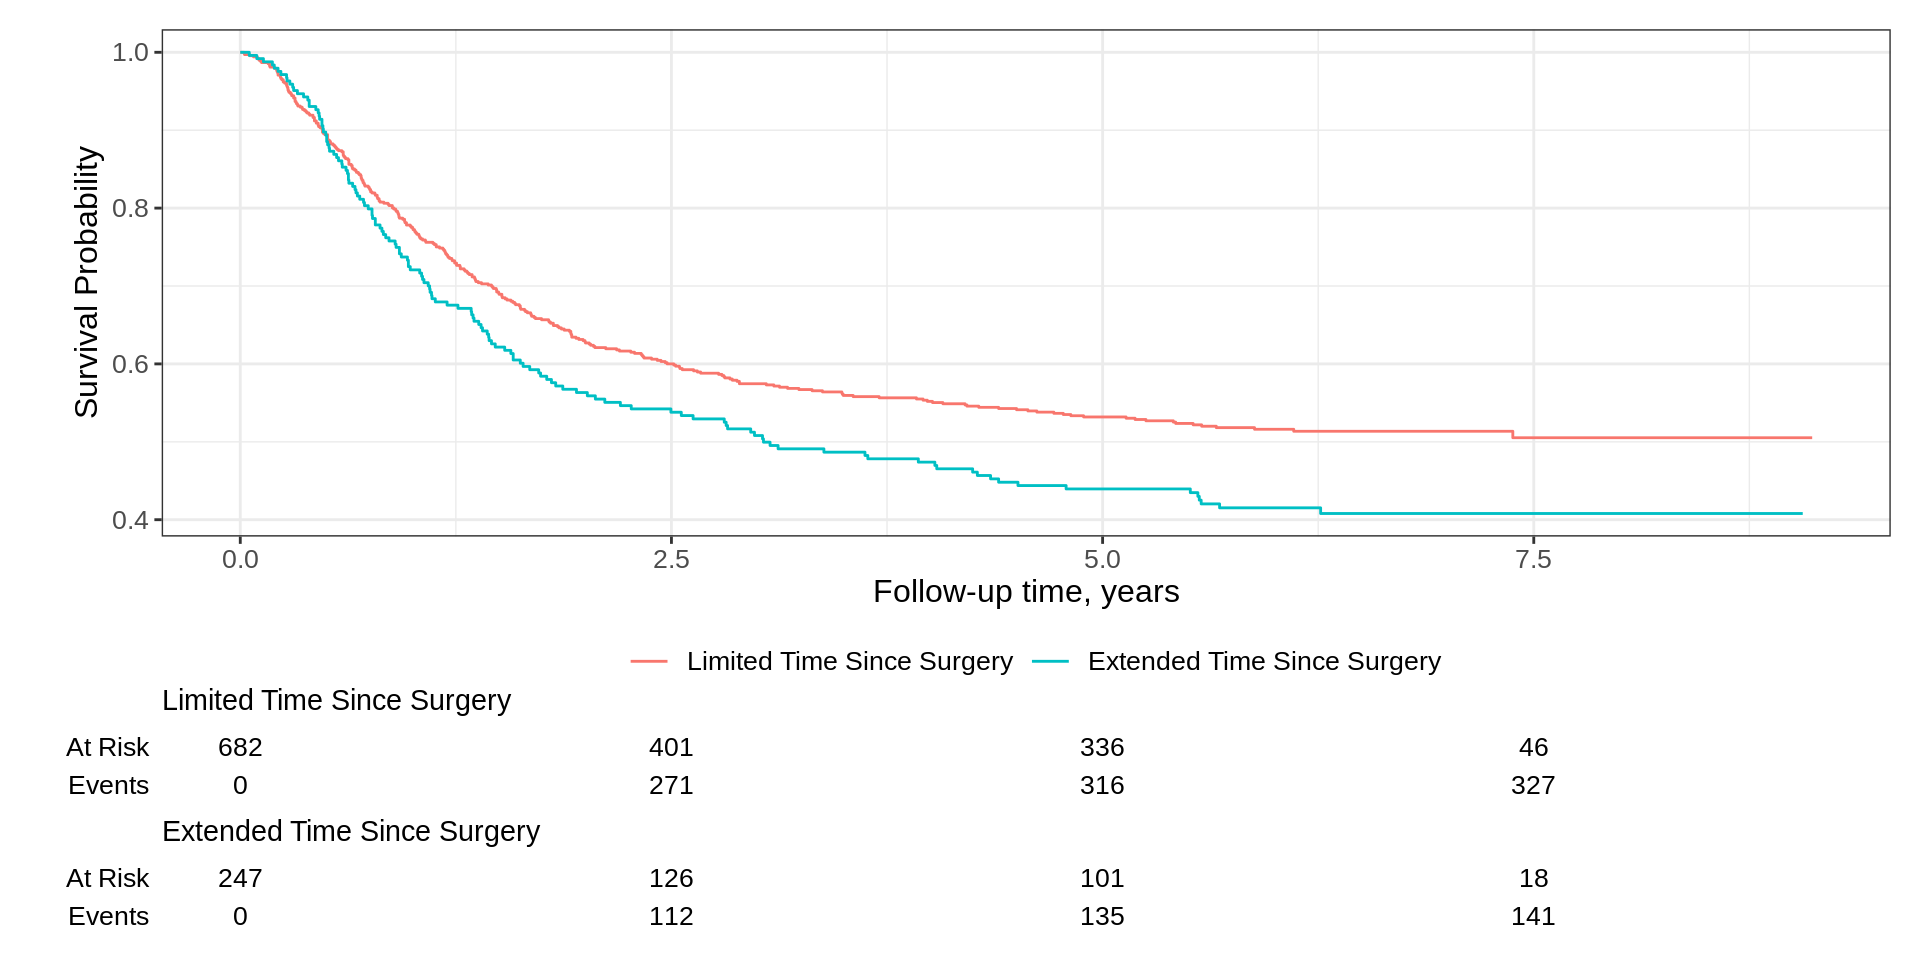 1.0
0.8
0.6
0.4
Survival Probability
0.0 2.5 5.0 7.5
Follow-up time, years
Limited Time Since Surgery Extended Time Since Surgery
Limited Time Since Surgery
At Risk 682 401 336 46
Events 0 271 316 327
Extended Time Since Surgery
At Risk 247 126 101 18
Events 0 112 135 141